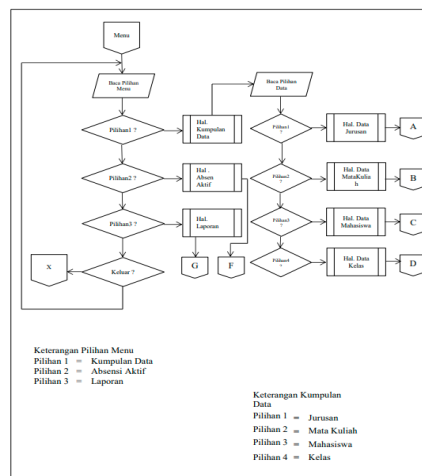 Menu
Baca Pilihan
Menu
Pilihan1 ?
Hal.
Kumpulan
Data
Pilihan2 ?
Hal .
Absen
Aktif
Pilihan3 ?
Hal.
Laporan
Keluar ?
X
G
F
Baca Pilihan
Data
Pilihan1
?
Hal. Data
Jurusan
A
Pilihan2
?
Hal. Data
MataKulia
h
B
Pilihan3
?
Hal. Data
Mahasiswa
C
Pilihan4
?
Hal. Data
Kelas
D
Keterangan Pilihan Menu
Pilihan 1 = Kumpulan Data
Pilihan 2 = Absensi Aktif
Pilihan 3 = Laporan
Keterangan Kumpulan
Data
Pilihan 1 = Jurusan
Pilihan 2 = Mata Kuliah
Pilihan 3 = Mahasiswa
Pilihan 4 = Kelas